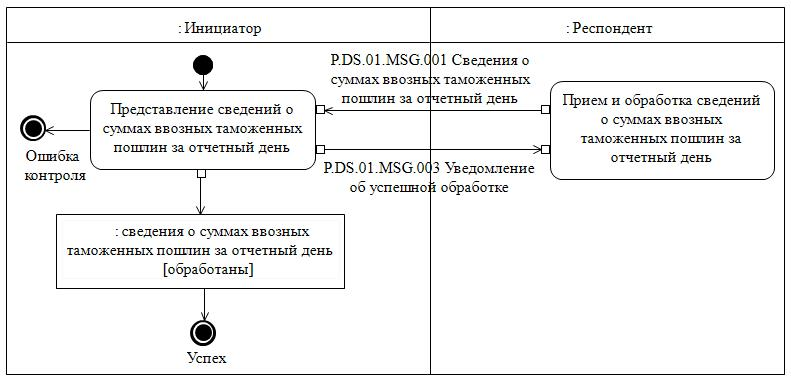 : Инициатор
: Респондент
P.DS.01.MSG.001 Сведения о
суммах ввозных таможенных
пошлин за отчетный день
Представление сведений о
суммах ввозных таможенных
пошлин за отчетный день
Прием и обработка сведений
о суммах ввозных
таможенных пошлин за
отчетный день
Ошибка
контроля
P.DS.01.MSG.003 Уведомление
об успешной обработке
: сведения о суммах ввозных
таможенных пошлин за отчетный день
[обработаны]
Успех